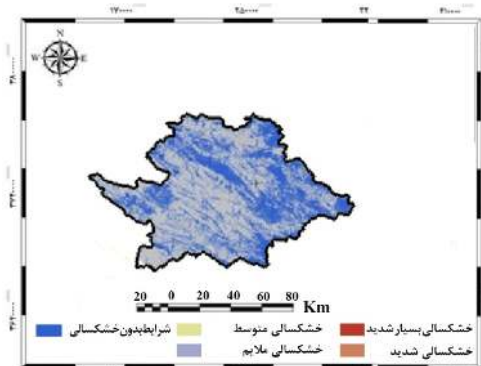 N
W E
S
20 0 20 40 60 80 Km
خشکسالی بسیار شدید خشکسالی متوسط شرایط بدون خشکسالی
خشکسالی شدید خشکسالی ملایم